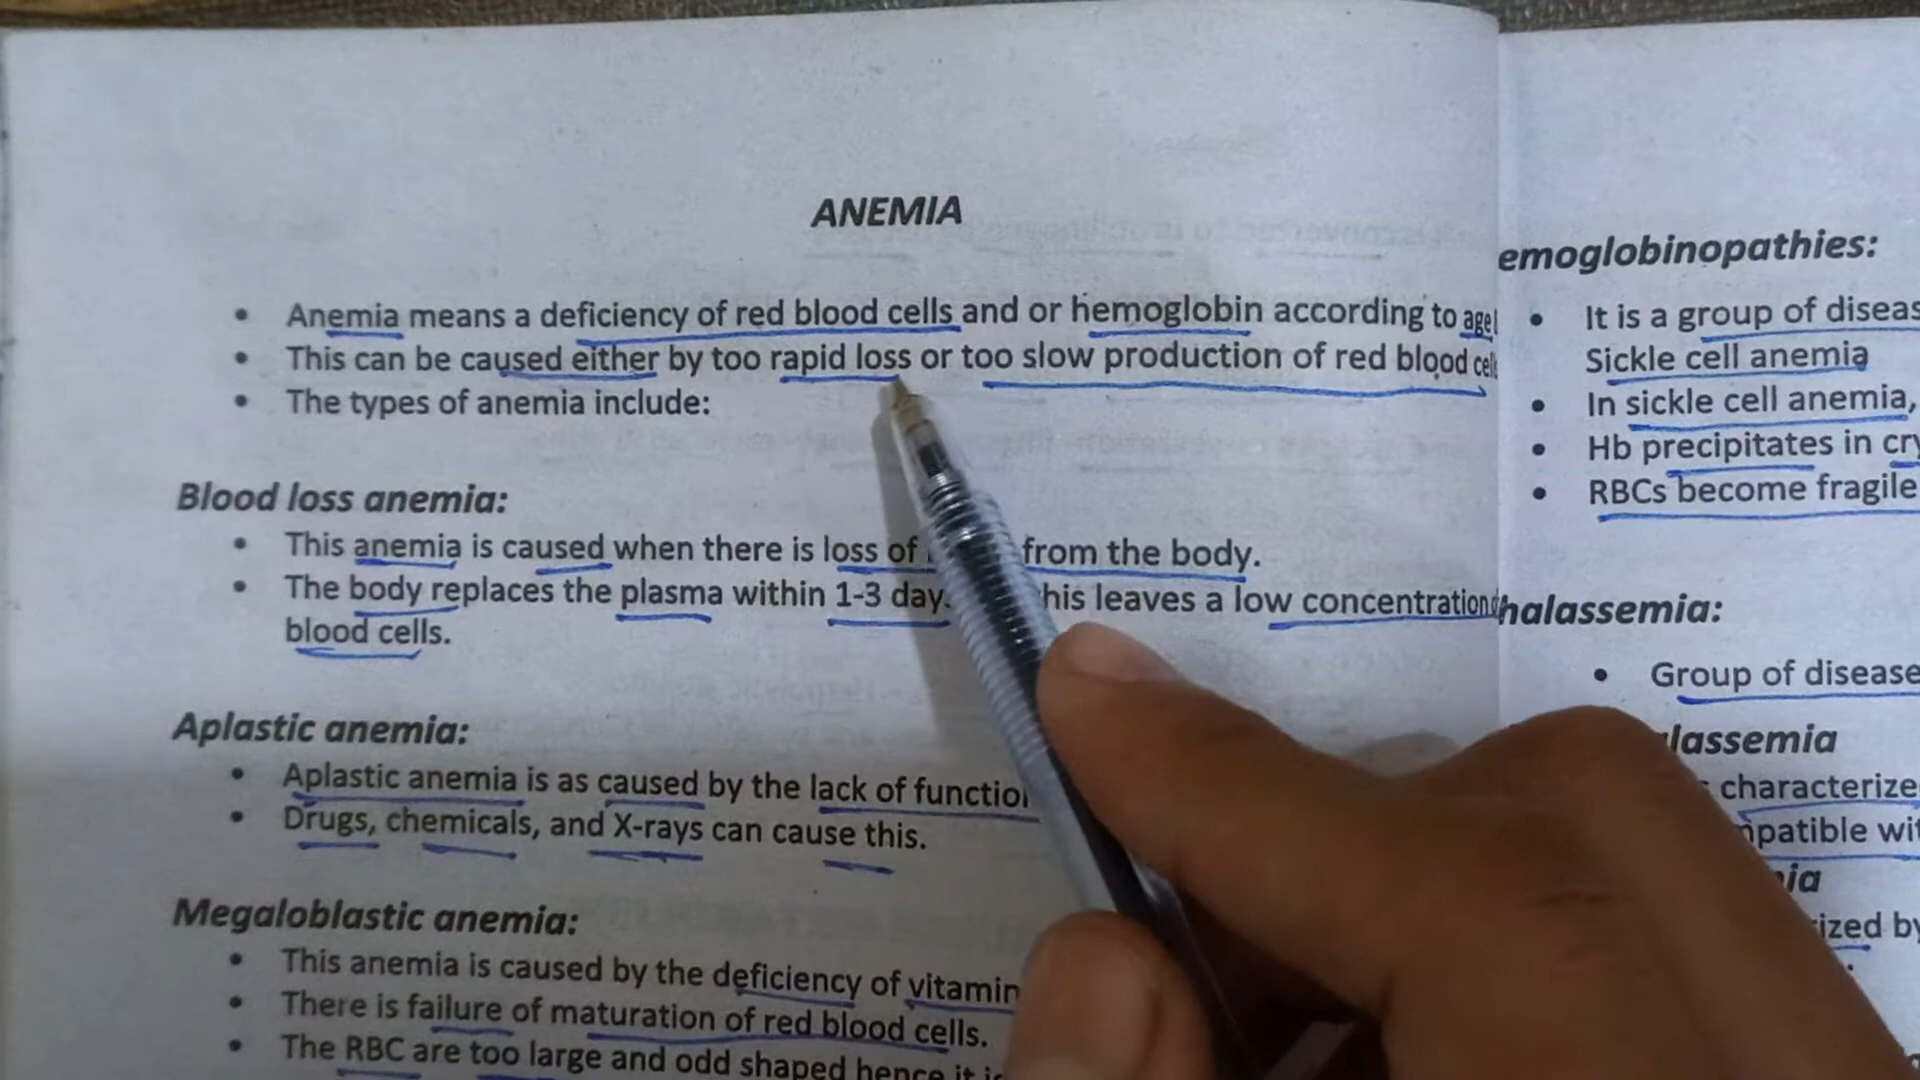 ANEMIA
• Anemia means a deficiency of red blood cells and or hemoglobin according to age
• This can be caused either by too rapid loss or too slow production of red blood
• The types of anemia include:
Blood loss anemia:
• This anemia is caused when there is loss of from the body.
• The body replaces the plasma within 1-3 day leaves a low concentration
blood cells.
Aplastic anemia:
• Aplastic anemia is as caused by the lack of
• Drugs, chemicals, and X-rays can cause this.
Megaloblastic anemia:
• This anemia is caused by the deficiency of vitamin
• There is failure of maturation of red blood cells.
• The RBC are too large and odd shaped hence it
emoglobinopathies:
• It is a group of
Sickle cell anemia
• In sickle cell anemia,
• Hb precipitates in
• RBCs become fragile
halassemia:
• Group of disease
lassemia
characterize
mpatible
ized by